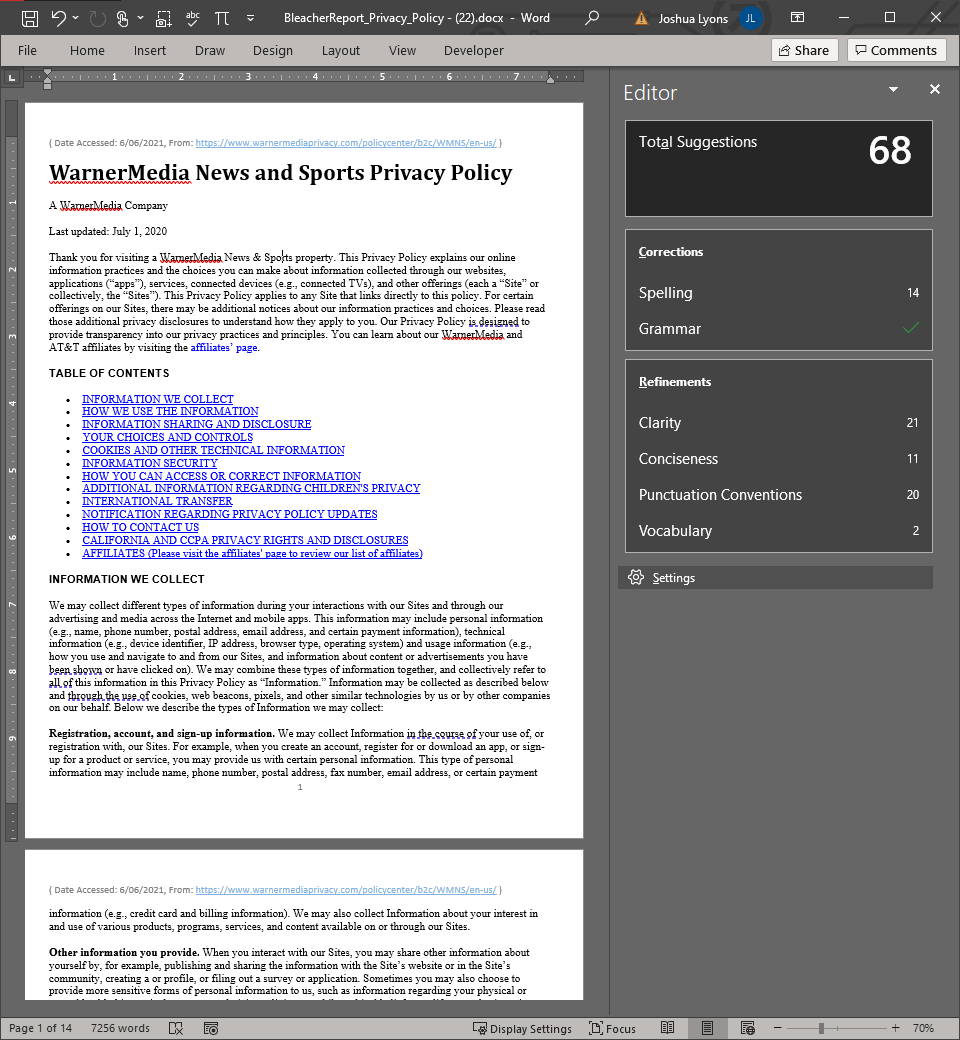 BleacherReport_Privacy_Policy - (22).docx - Word
Joshua Lyons JL
File Home Insert Draw Design Layout View Developer Share Comments
1 2 3 4 5 6 7
( Date Accessed: 6/06/2021, From: https://www.warnermediaprivacy.com/policycenter/b2c/WMNS/en-us/ )
WarnerMedia News and Sports Privacy Policy
A WarnerMedia Company
Last updated: July 1, 2020
Thank you for visiting a WarnerMedia News & Sports property. This Privacy Policy explains our online
information practices and the choices you can make about information collected through our websites,
applications (“apps”), services, connected devices (e.g., connected TVs), and other offerings (each a “Site” or
collectively, the “Sites”). This Privacy Policy applies to any Site that links directly to this policy. For certain
offerings on our Sites, there may be additional notices about our information practices and choices. Please read
those additional privacy disclosures to understand how they apply to you. Our Privacy Policy is designed to
provide transparency into our privacy practices and principles. You can learn about our WarnerMedia and
AT&T affiliates by visiting the affiliates’ page.
TABLE OF CONTENTS
• INFORMATION WE COLLECT
• HOW WE USE THE INFORMATION
• INFORMATION SHARING AND DISCLOSURE
• YOUR CHOICES AND CONTROLS
• COOKIES AND OTHER TECHNICAL INFORMATION
• INFORMATION SECURITY
• HOW YOU CAN ACCESS OR CORRECT INFORMATION
• ADDITIONAL INFORMATION REGARDING CHILDREN'S PRIVACY
• INTERNATIONAL TRANSFER
• NOTIFICATION REGARDING PRIVACY POLICY UPDATES
• HOW TO CONTACT US
• CALIFORNIA AND CCPA PRIVACY RIGHTS AND DISCLOSURES
• AFFILIATES (Please visit the affiliates' page to review our list of affiliates)
INFORMATION WE COLLECT
We may collect different types of information during your interactions with our Sites and through our
advertising and media across the Internet and mobile apps. This information may include personal information
(e.g., name, phone number, postal address, email address, and certain payment information), technical
information (e.g., device identifier, IP address, browser type, operating system) and usage information (e.g.,
how you use and navigate to and from our Sites, and information about content or advertisements you have
been shown or have clicked on). We may combine these types of information together, and collectively refer to
all of this information in this Privacy Policy as “Information.” Information may be collected as described below
and through the use of cookies, web beacons, pixels, and other similar technologies by us or by other companies
on our behalf. Below we describe the types of Information we may collect:
Registration, account, and sign-up information. We may collect Information in the course of your use of, or
registration with, our Sites. For example, when you create an account, register for or download an app, or sign-
up for a product or service, you may provide us with certain personal information. This type of personal
information may include name, phone number, postal address, fax number, email address, or certain payment
1
( Date Accessed: 6/06/2021, From: https://www.warnermediaprivacy.com/policycenter/b2c/WMNS/en-us/ )
information (e.g., credit card and billing information). We may also collect Information about your interest in
and use of various products, programs, services, and content available on or through our Sites.
Other information you provide. When you interact with our Sites, you may share other information about
yourself by, for example, publishing and sharing the information with the Site’s website or in the Site’s
community, creating a or profile, or filling out a survey or application. Sometimes you may also choose to
provide more sensitive forms of personal information to us, such as information regarding your physical or
Editor
Total Suggestions 68
Corrections
Spelling 14
Grammar
Refinements
Clarity 21
Conciseness 11
Punctuation Conventions 20
Vocabulary 2
Settings
Page 1 of 14 7256 words Display Settings Focus 70%